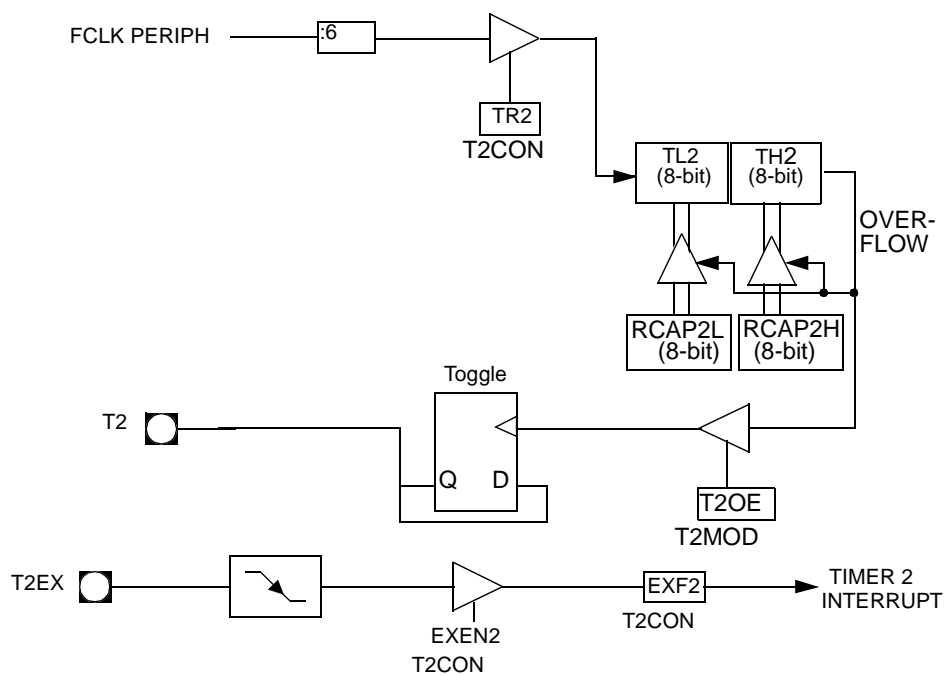 FCLK PERIPH
:6
TR2
T2CON
TL2
(8-bit)
TH2
(8-bit)
OVER-
FLOW
RCAP2L
(8-bit)
RCAP2H
(8-bit)
Toggle
T2
Q
D
T2OE
T2MOD
T2EX
EXEN2
T2CON
EXF2
T2CON
TIMER 2
INTERRUPT